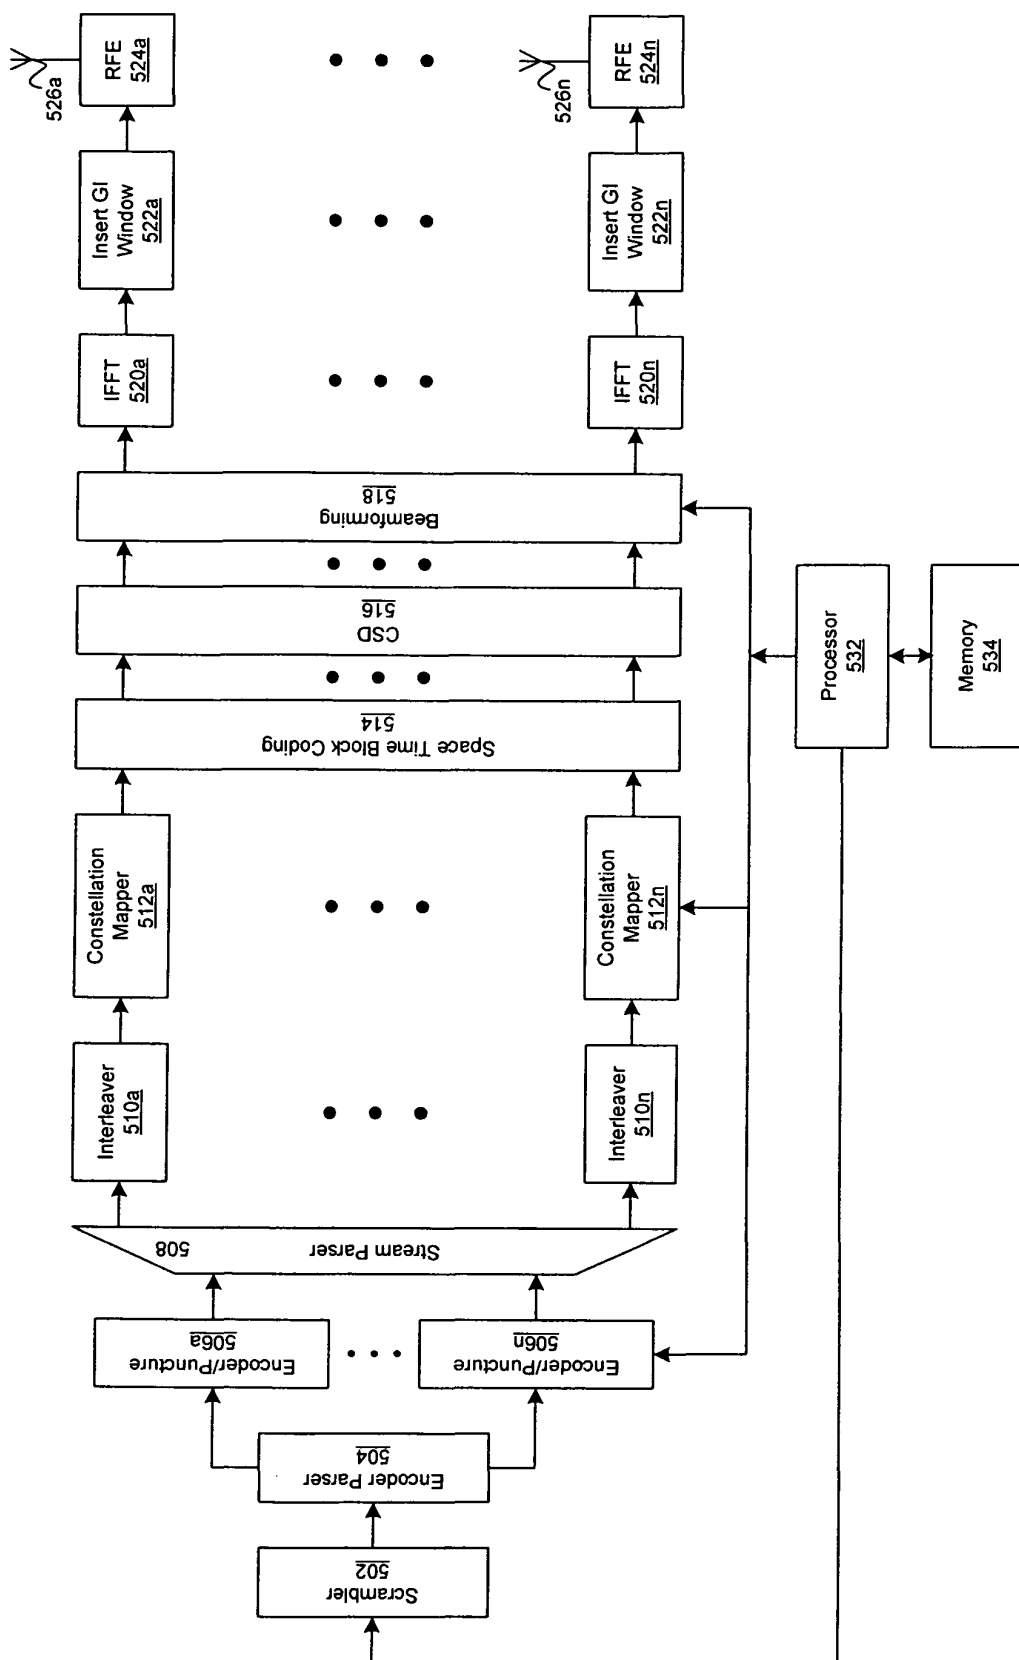 Scrambler
502
Encoder Parser
504
Encoder/Puncture
506a
Encoder/Puncture
506n
Stream Parser
508
Interleaver
510a
Interleaver
510n
Constellation
Mapper
512a
Constellation
Mapper
512n
Space Time Block Coding
514
CSD
516
Beamforming
518
IFFT
520a
IFFT
520n
Insert GI
Window
522a
Insert GI
Window
522n
RFE
524a
RFE
524n
526a
526n
Processor
532
Memory
534